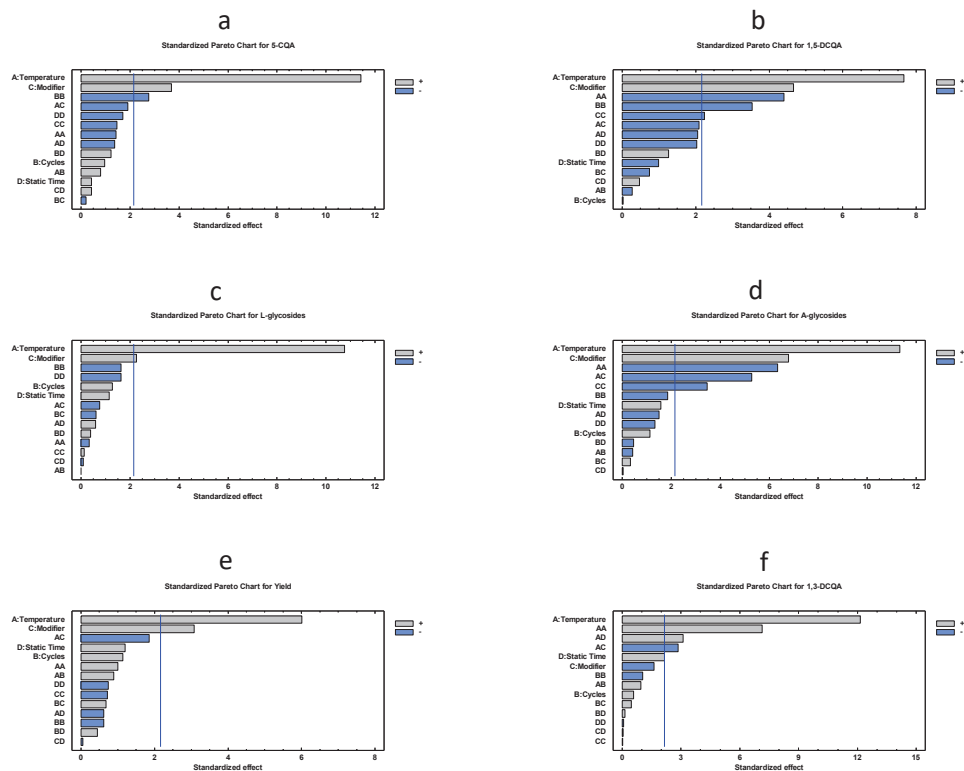 a
Standardized Pareto Chart for 5-CQA
A:Temperature
C:Modifier
BB
AC
DD
CC
AA
AD
BD
B:Cycles
AB
D:Static Time
CD
BC
0 2 4 6 8 10 12
Standardized effect
+
-
b
Standardized Pareto Chart for 1,5-DCQA
A:Temperature
C:Modifier
AA
BB
CC
AC
AD
DD
BD
D:Static Time
BC
CD
AB
B:Cycles
0 2 4 6 8
Standardized effect
+
-
c
Standardized Pareto Chart for L-glycosides
A:Temperature
C:Modifier
BB
DD
B:Cycles
D:Static Time
AC
BC
AD
BD
AA
CC
CD
AB
0 2 4 6 8 10 12
Standardized effect
+
-
d
Standardized Pareto Chart for A-glycosides
A:Temperature
C:Modifier
AA
AC
CC
BB
D:Static Time
AD
DD
B:Cycles
BD
AB
BC
CD
0 2 4 6 8 10 12
Standardized effect
+
-
e
Standardized Pareto Chart for Yield
A:Temperature
C:Modifier
AC
D:Static Time
B:Cycles
AA
AB
DD
CC
BC
AD
BB
BD
CD
0 2 4 6 8
Standardized effect
+
-
f
Standardized Pareto Chart for 1,3-DCQA
A:Temperature
AA
AD
AC
D:Static Time
C:Modifier
BB
AB
B:Cycles
BC
BD
DD
CD
CC
0 3 6 9 12 15
Standardized effect
+
-